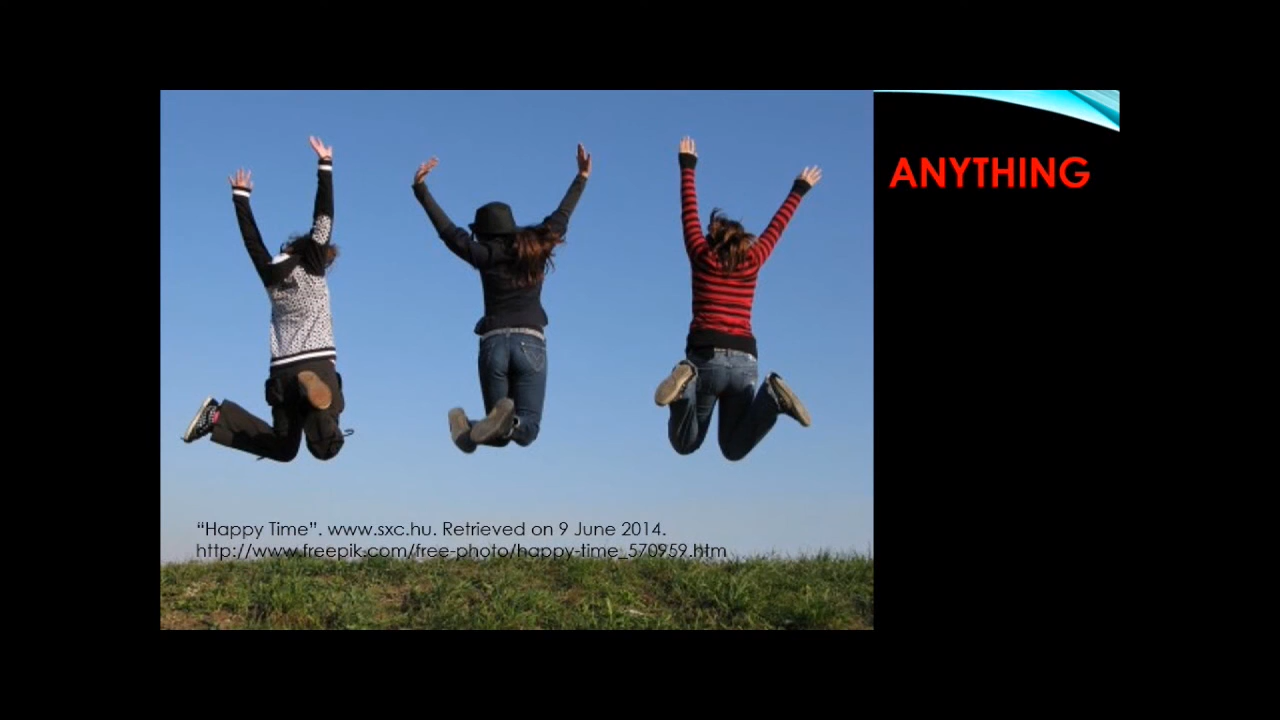 ANYTHING
“Happy Time”. www.sxc.hu. Retrieved on 9 June 2014.
http://www.freepik.com/free-photo/happy-time_570959.htm